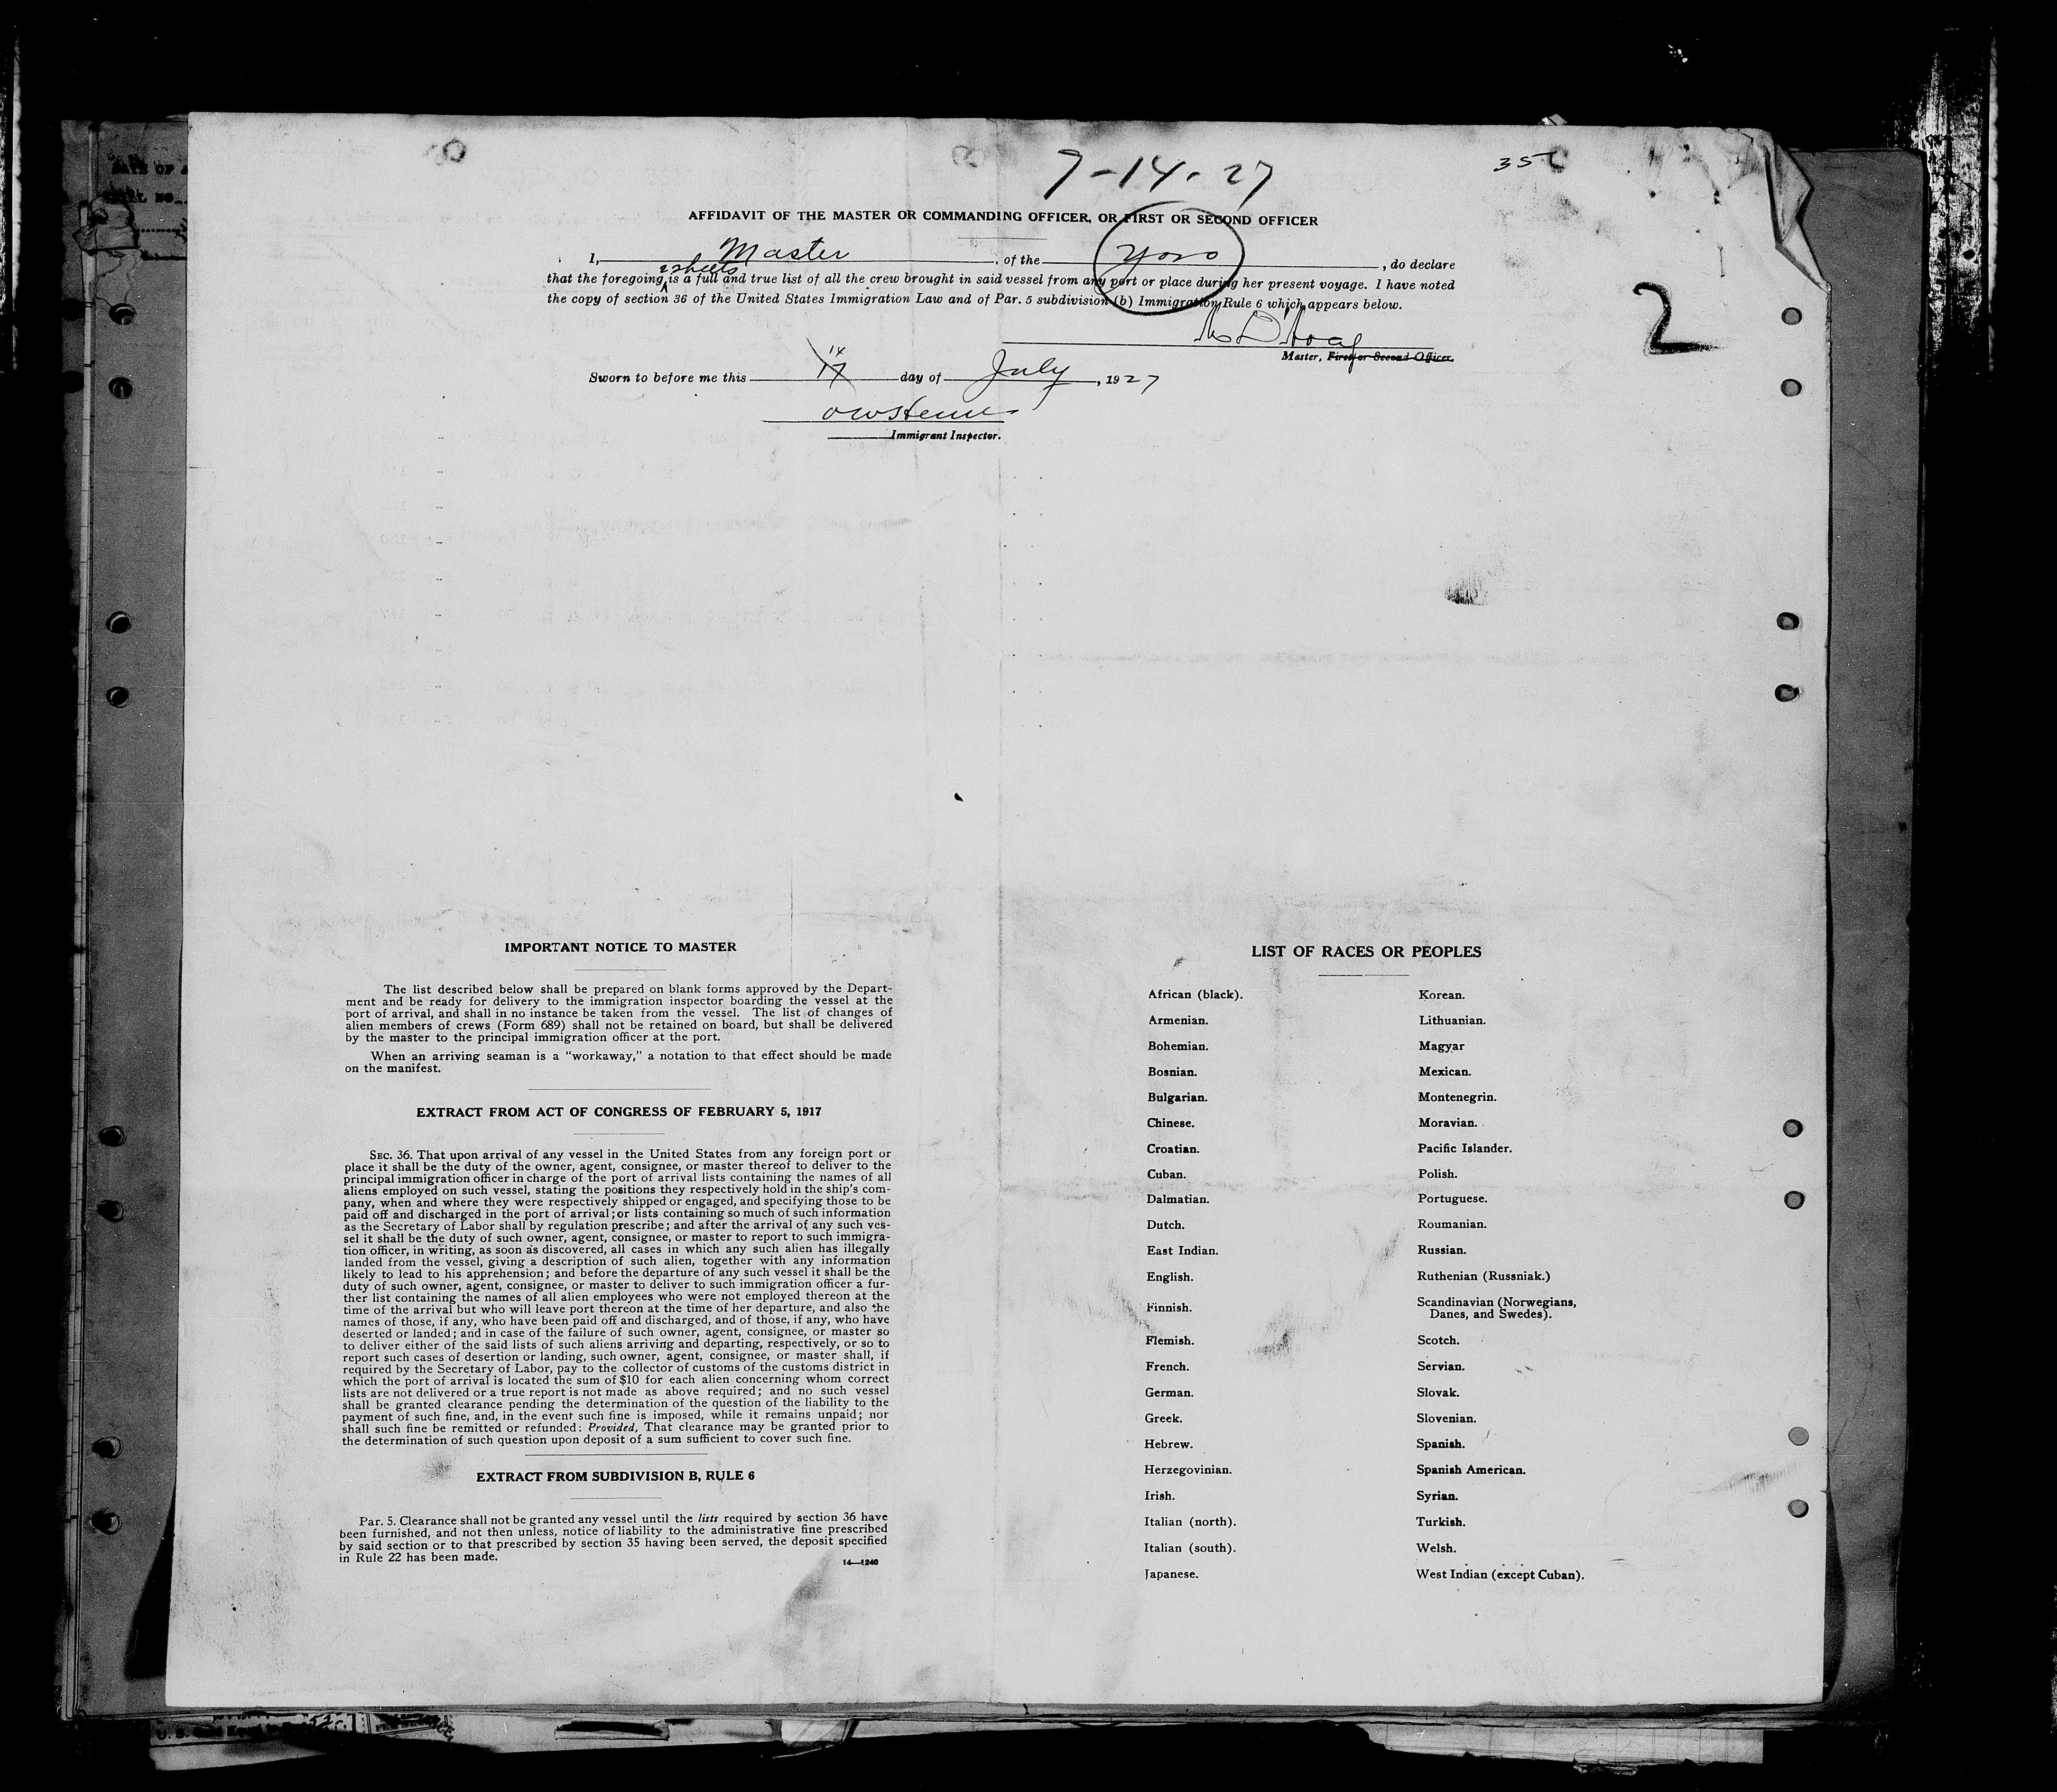 7-14-27
35
AFFIDAVIT OF THE MASTER OR COMMANDING OFFICER, OR FIRST OR SECOND OFFICER
I, Master, of the Yoro, do declare
2 sheets
that the foregoing is a full and true list of all the crew brought in said vessel from any port or place during her present voyage. I have noted
the copy of section 36 of the United States Immigration Law and of Par. 5 subdivision (b) Immigration Rule 6 which appears below.
2
Master, First or Second Officer.
14
Sworn to before me this 17 day of July, 1927
Immigrant Inspector.
IMPORTANT NOTICE TO MASTER
The list described below shall be prepared on blank forms approved by the Depart-
ment and be ready for delivery to the immigration inspector boarding the vessel at the
port of arrival, and shall in no instance be taken from the vessel. The list of changes of
alien members of crews (Form 689) shall not be retained on board, but shall be delivered
by the master to the principal immigration officer at the port.
When an arriving seaman is a "workaway," a notation to that effect should be made
on the manifest.
EXTRACT FROM ACT OF CONGRESS OF FEBRUARY 5, 1917
SEC. 36. That upon arrival of any vessel in the United States from any foreign port or
place it shall be the duty of the owner, agent, consignee, or master thereof to deliver to the
principal immigration officer in charge of the port of arrival lists containing the names of all
aliens employed on such vessel, stating the positions they respectively hold in the ship's com-
pany, when and where they were respectively shipped or engaged, and specifying those to be
paid off and discharged in the port of arrival; or lists containing so much of such information
as the Secretary of Labor shall by regulation prescribe; and after the arrival of any such ves-
sel it shall be the duty of such owner, agent, consignee, or master to report to such immigra-
tion officer, in writing, as soon as discovered, all cases in which any such alien has illegally
landed from the vessel, giving a description of such alien, together with any information
likely to lead to his apprehension; and before the departure of any such vessel it shall be the
duty of such owner, agent, consignee, or master to deliver to such immigration officer a fur-
ther list containing the names of all alien employees who were not employed thereon at the
time of the arrival but who will leave port thereon at the time of her departure, and also the
names of those, if any, who have been paid off and discharged, and of those, if any, who have
deserted or landed; and in case of the failure of such owner, agent, consignee, or master so
to deliver either of the said lists of such aliens arriving and departing, respectively, or so to
report such cases of desertion or landing, such owner, agent, consignee, or master shall, if
required by the Secretary of Labor, pay to the collector of customs of the customs district in
which the port of arrival is located the sum of $10 for each alien concerning whom correct
lists are not delivered or a true report is not made as above required; and no such vessel
shall be granted clearance pending the determination of the question of the liability to the
payment of such fine, and, in the event such fine is imposed, while it remains unpaid; nor
shall such fine be remitted or refunded: Provided, That clearance may be granted prior to
the determination of such question upon deposit of a sum sufficient to cover such fine.
EXTRACT FROM SUBDIVISION B, RULE 6
Par. 5. Clearance shall not be granted any vessel until the lists required by section 36 have
been furnished, and not then unless, notice of liability to the administrative fine prescribed
by said section or to that prescribed by section 35 having been served, the deposit specified
in Rule 22 has been made.
14—1240
LIST OF RACES OR PEOPLES
African (black).
Armenian.
Bohemian.
Bosnian.
Bulgarian.
Chinese.
Croatian.
Cuban.
Dalmatian.
Dutch.
East Indian.
English.
Finnish.
Flemish.
French.
German.
Greek.
Hebrew.
Herzegovinian.
Irish.
Italian (north).
Italian (south).
Japanese.
Korean.
Lithuanian.
Magyar
Mexican.
Montenegrin.
Moravian.
Pacific Islander.
Polish.
Portuguese.
Roumanian.
Russian.
Ruthenian (Russniak.)
Scandinavian (Norwegians,
Danes, and Swedes).
Scotch.
Servian.
Slovak.
Slovenian.
Spanish.
Spanish American.
Syrian.
Turkish.
Welsh.
West Indian (except Cuban).